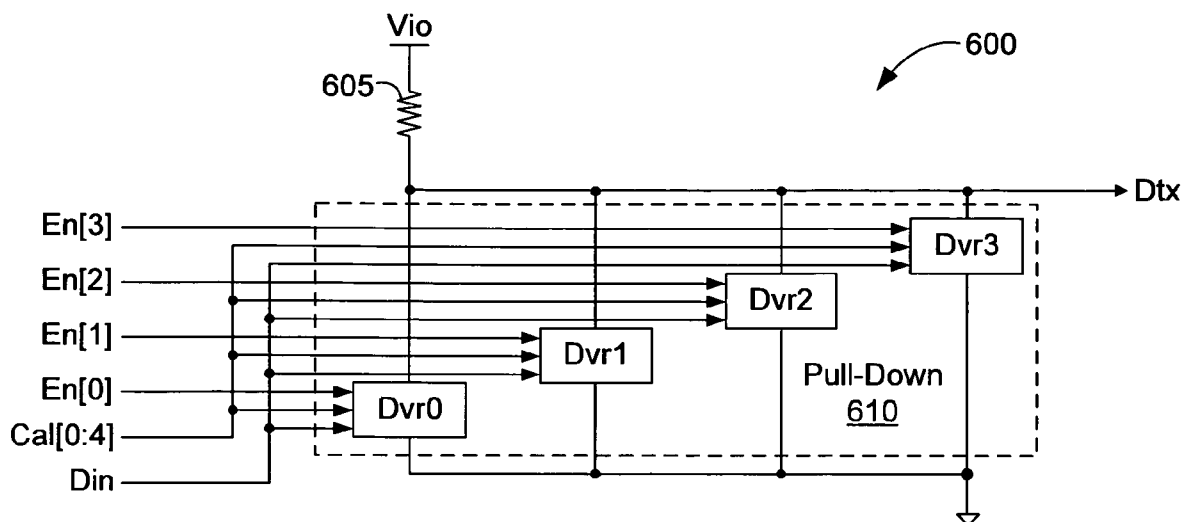 Vio
605
600
Dtx
En[3]
Dvr3
En[2]
Dvr2
En[1]
Dvr1
En[0]
Dvr0
Pull-Down
610
Cal[0:4]
Din